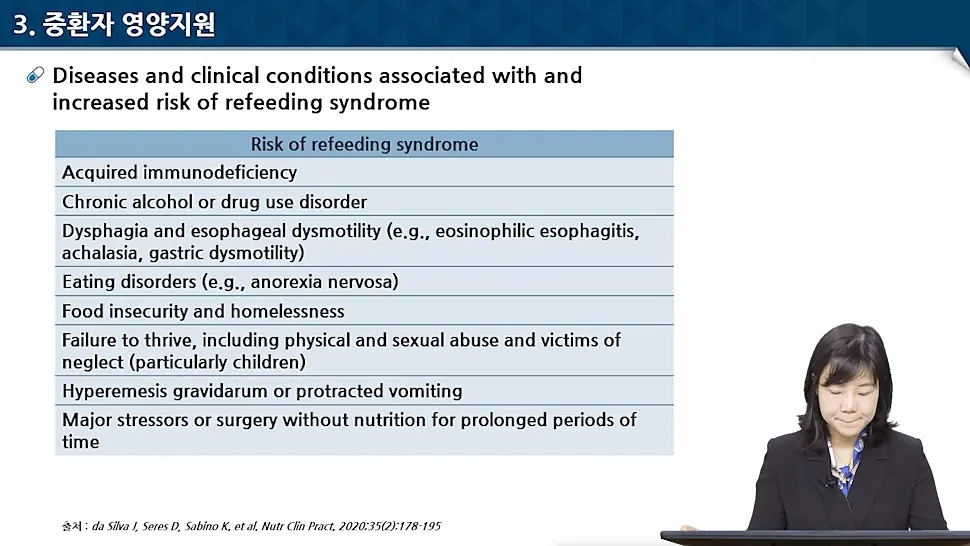 3. 중환자 영양지원
Diseases and clinical conditions associated with and
increased risk of refeeding syndrome
Risk of refeeding syndrome
Acquired immunodeficiency
Chronic alcohol or drug use disorder
Dysphagia and esophageal dysmotility (e.g., eosinophilic esophagitis,
achalasia, gastric dysmotility)
Eating disorders (e.g., anorexia nervosa)
Food insecurity and homelessness
Failure to thrive, including physical and sexual abuse and victims of
neglect (particularly children)
Hyperemesis gravidarum or protracted vomiting
Major stressors or surgery without nutrition for prolonged periods of
time
출처 : da Silva J, Seres D, Sabino K, et al, Nutr Clin Pract, 2020:35(2):178-195